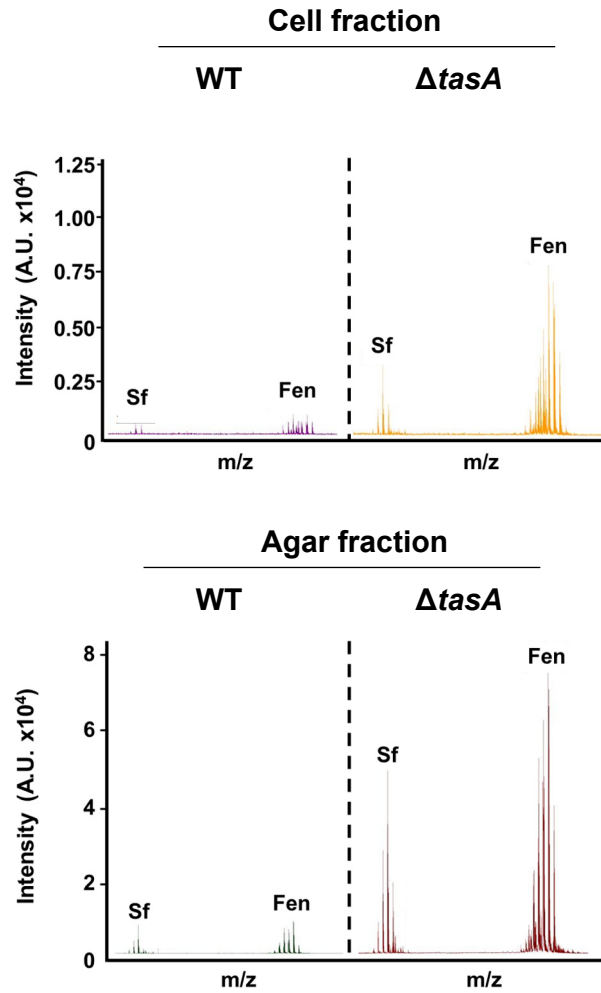 Cell fraction
WT ΔtasA
Intensity (A.U. x10⁴)
1.25
1.00
0.75
0.50
0.25
0
Sf Fen
Sf Fen
m/z m/z
Agar fraction
WT ΔtasA
Intensity (A.U. x10⁴)
8
6
4
2
0
Sf Fen
Sf Fen
m/z m/z